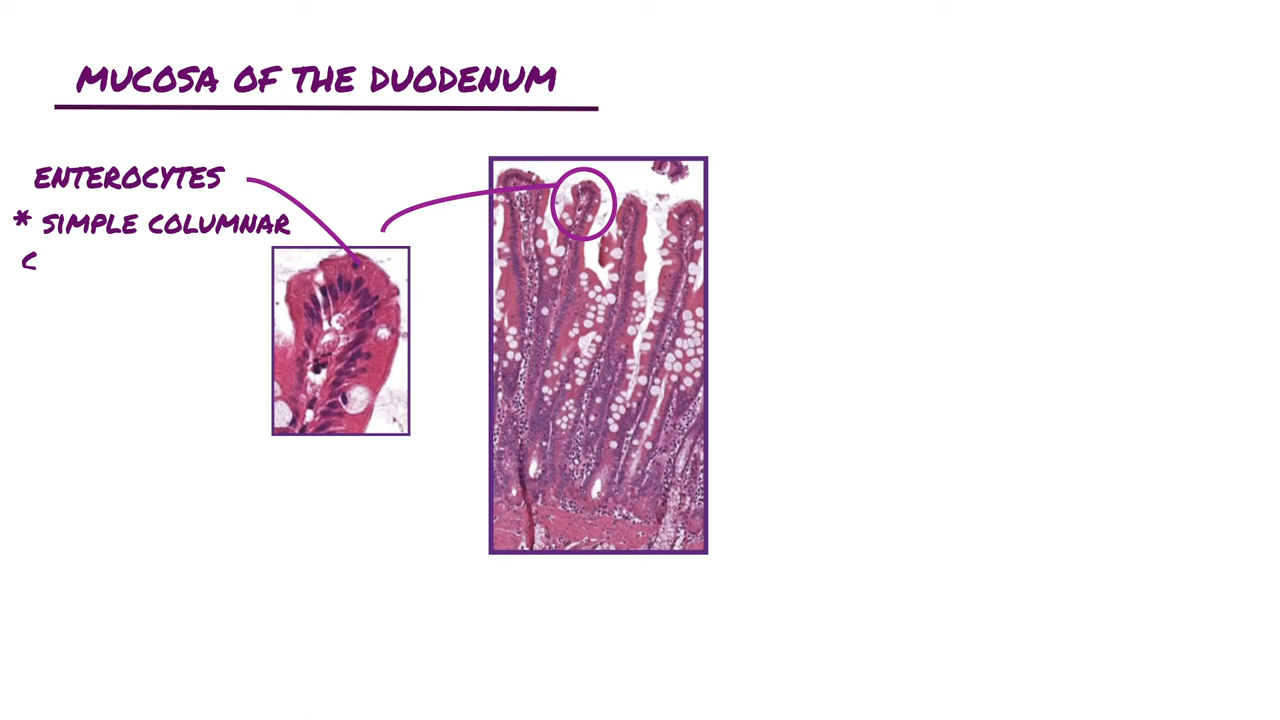 MUCOSA OF THE DUODENUM
ENTEROCYTES
* SIMPLE COLUMNAR
C